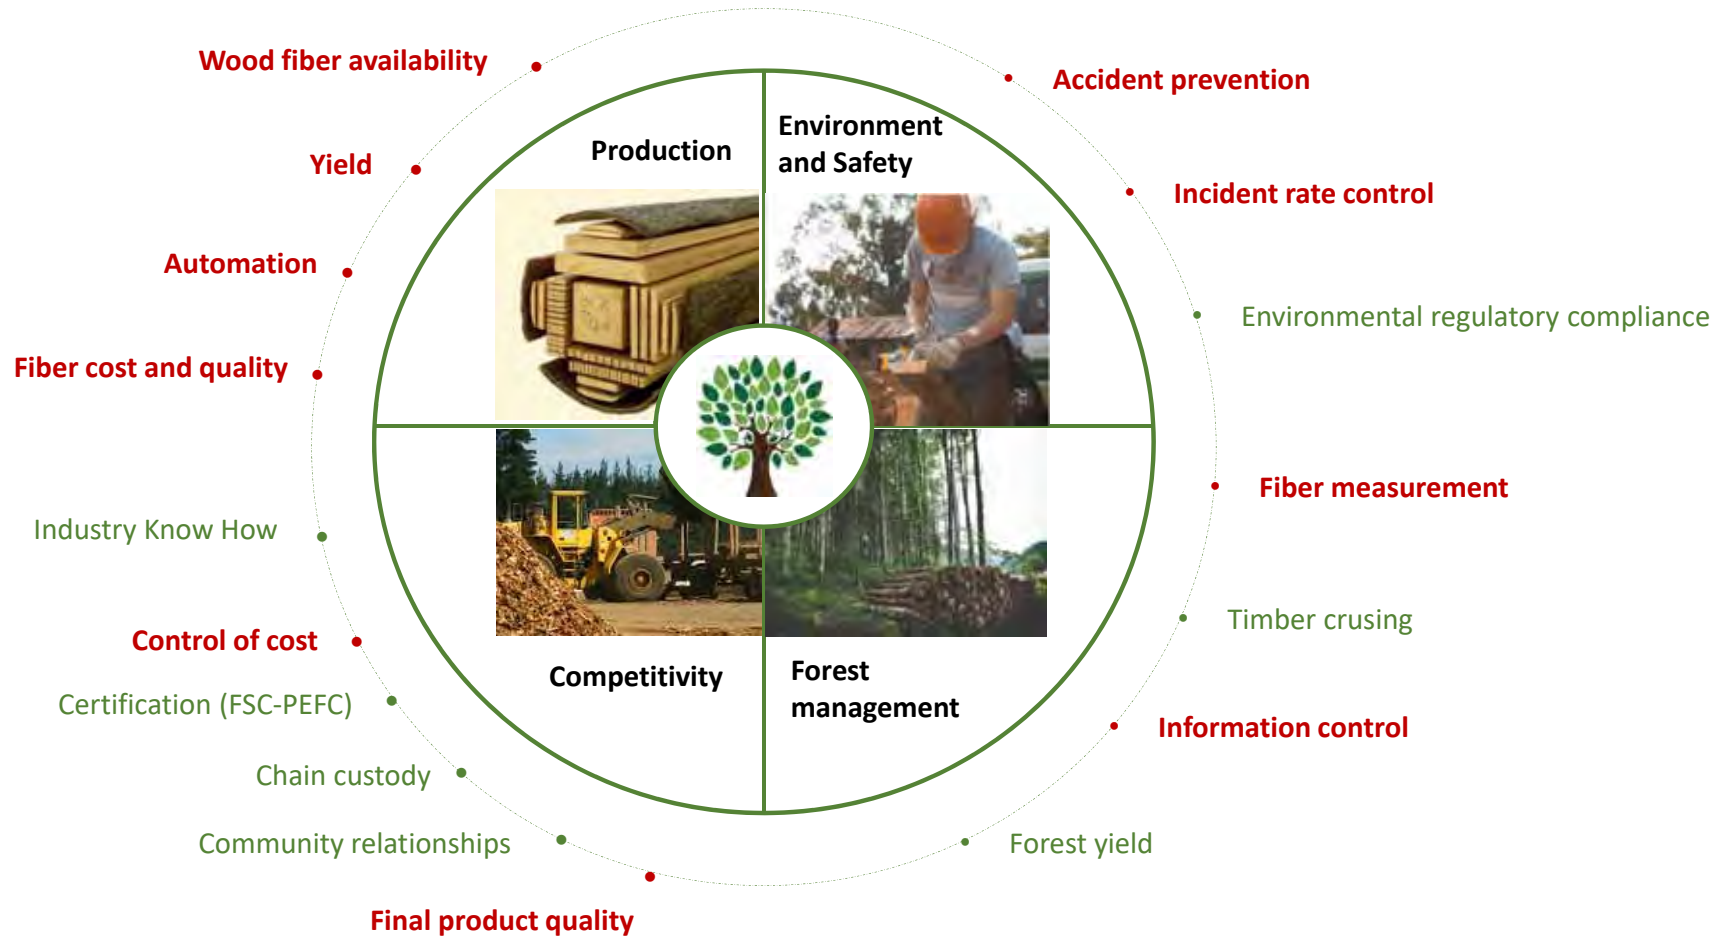 Wood fiber availability
Yield
Automation
Fiber cost and quality
Industry Know How
Control of cost
Certification (FSC-PEFC)
Chain custody
Community relationships
Final product quality
Production
Environment
and Safety
Competitivity
Forest
management
Accident prevention
Incident rate control
Environmental regulatory compliance
Fiber measurement
Timber crusing
Information control
Forest yield